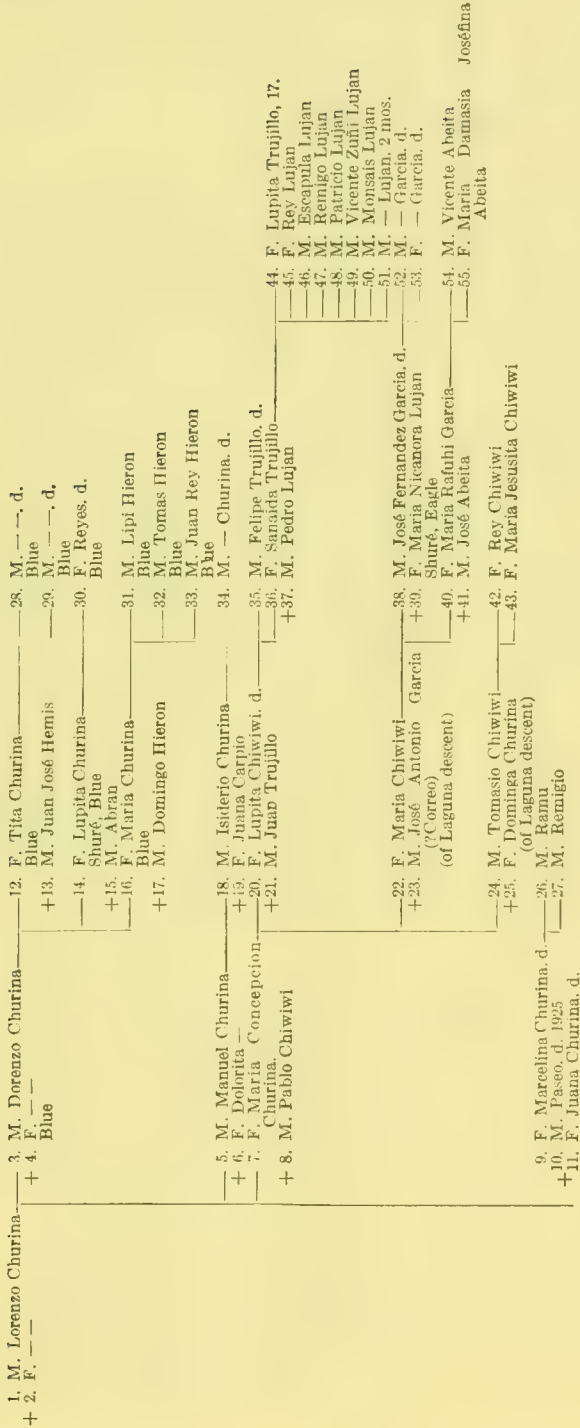 1. M. Lorenzo Churina
+ 2. F. — —
3. M. Dorenzo Churina
+ 4. F. — —
Blue
5. M. Manuel Churina
+ 6. F. Dolorita —
7. F. Maria Concepcion
Churina.
+ 8. M. Pablo Chiwiwi
9. F. Marcelina Churina. d.
+10. M. Paseo. d. 1925
11. F. Juana Churina. d.
12. F. Tita Churina
Blue
+13. M. Juan José Hemis
14. F. Lupita Churina
Shuré, Blue
+15. M. Abran
16. F. Maria Churina
Blue
+17. M. Domingo Hieron
18. M. Isiderio Churina
+19. F. Juana Carpio
20. F. Lupita Chiwiwi. d.
+21. M. Juan Trujillo
22. F. Maria Chiwiwi
+23. M. José Antonio Garcia
(?Correo)
(of Laguna descent)
24. M. Tomasio Chiwiwi
+25. F. Dominga Churina
(of Laguna descent)
26. M. Ramu
27. M. Remigio
28. M. — —. d.
Blue
29. M. — —. d.
Blue
30. F. Reyes. d.
Blue
31. M. Lipi Hieron
Blue
32. M. Tomas Hieron
Blue
33. M. Juan Rey Hieron
Blue
34. M. — Churina. d.
35. M. Felipe Trujillo. d.
36. F. Sanaida Trujillo
+37. M. Pedro Lujan
38. M. José Fernandez Garcia. d.
+39. F. Maria Nicanora Lujan
Shuré, Eagle
40. F. Maria Rafuhi Garcia
+41. M. José Abeita
42. F. Rey Chiwiwi
43. F. Maria Jesusita Chiwiwi
44. F. Lupita Trujillo, 17.
45. F. Rey Lujan
46. M. Escapula Lujan
47. M. Remigo Lujan
48. M. Patricio Lujan
49. M. Vicente Zuñi Lujan
50. M. Monsais Lujan
51. M. — Lujan. 2 mos.
52. M. — Garcia. d.
53. F. — Garcia. d.
54. M. Vicente Abeita
55. F. Maria Damasia Joséfina
Abeita